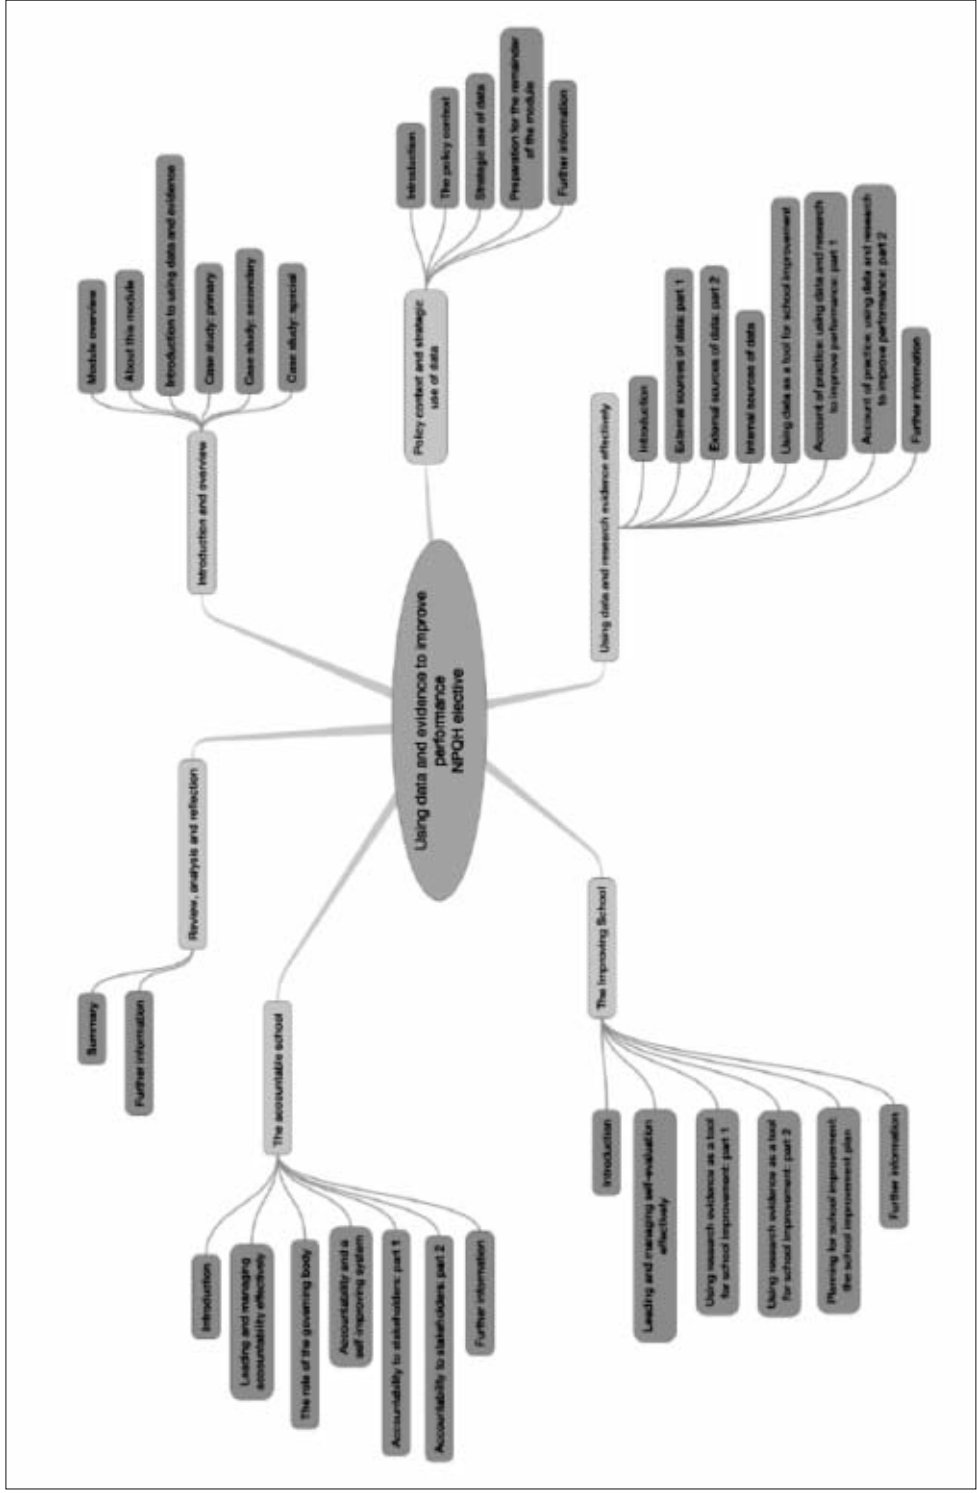 Using data and evidence to improve
performance
NPQH elective
Introduction and overview
Module overview
About this module
Introduction to using data and evidence
Case study: primary
Case study: secondary
Case study: special
Policy context and strategic
use of data
Introduction
The policy context
Strategic use of data
Preparation for the remainder
of the module
Further information
Using data and research evidence effectively
Introduction
External sources of data: part 1
External sources of data: part 2
Internal sources of data
Using data as a tool for school improvement
Account of practice: using data and research
to improve performance: part 1
Account of practice: using data and research
to improve performance: part 2
Further information
The Improving School
Introduction
Leading and managing self-evaluation
effectively
Using research evidence as a tool
for school improvement: part 1
Using research evidence as a tool
for school improvement: part 2
Planning for school improvement:
the school improvement plan
Further information
The accountable school
Introduction
Leading and managing
accountability effectively
The role of the governing body
Accountability and a
self-improving system
Accountability to stakeholders: part 1
Accountability to stakeholders: part 2
Further information
Review, analysis and reflection
Summary
Further information